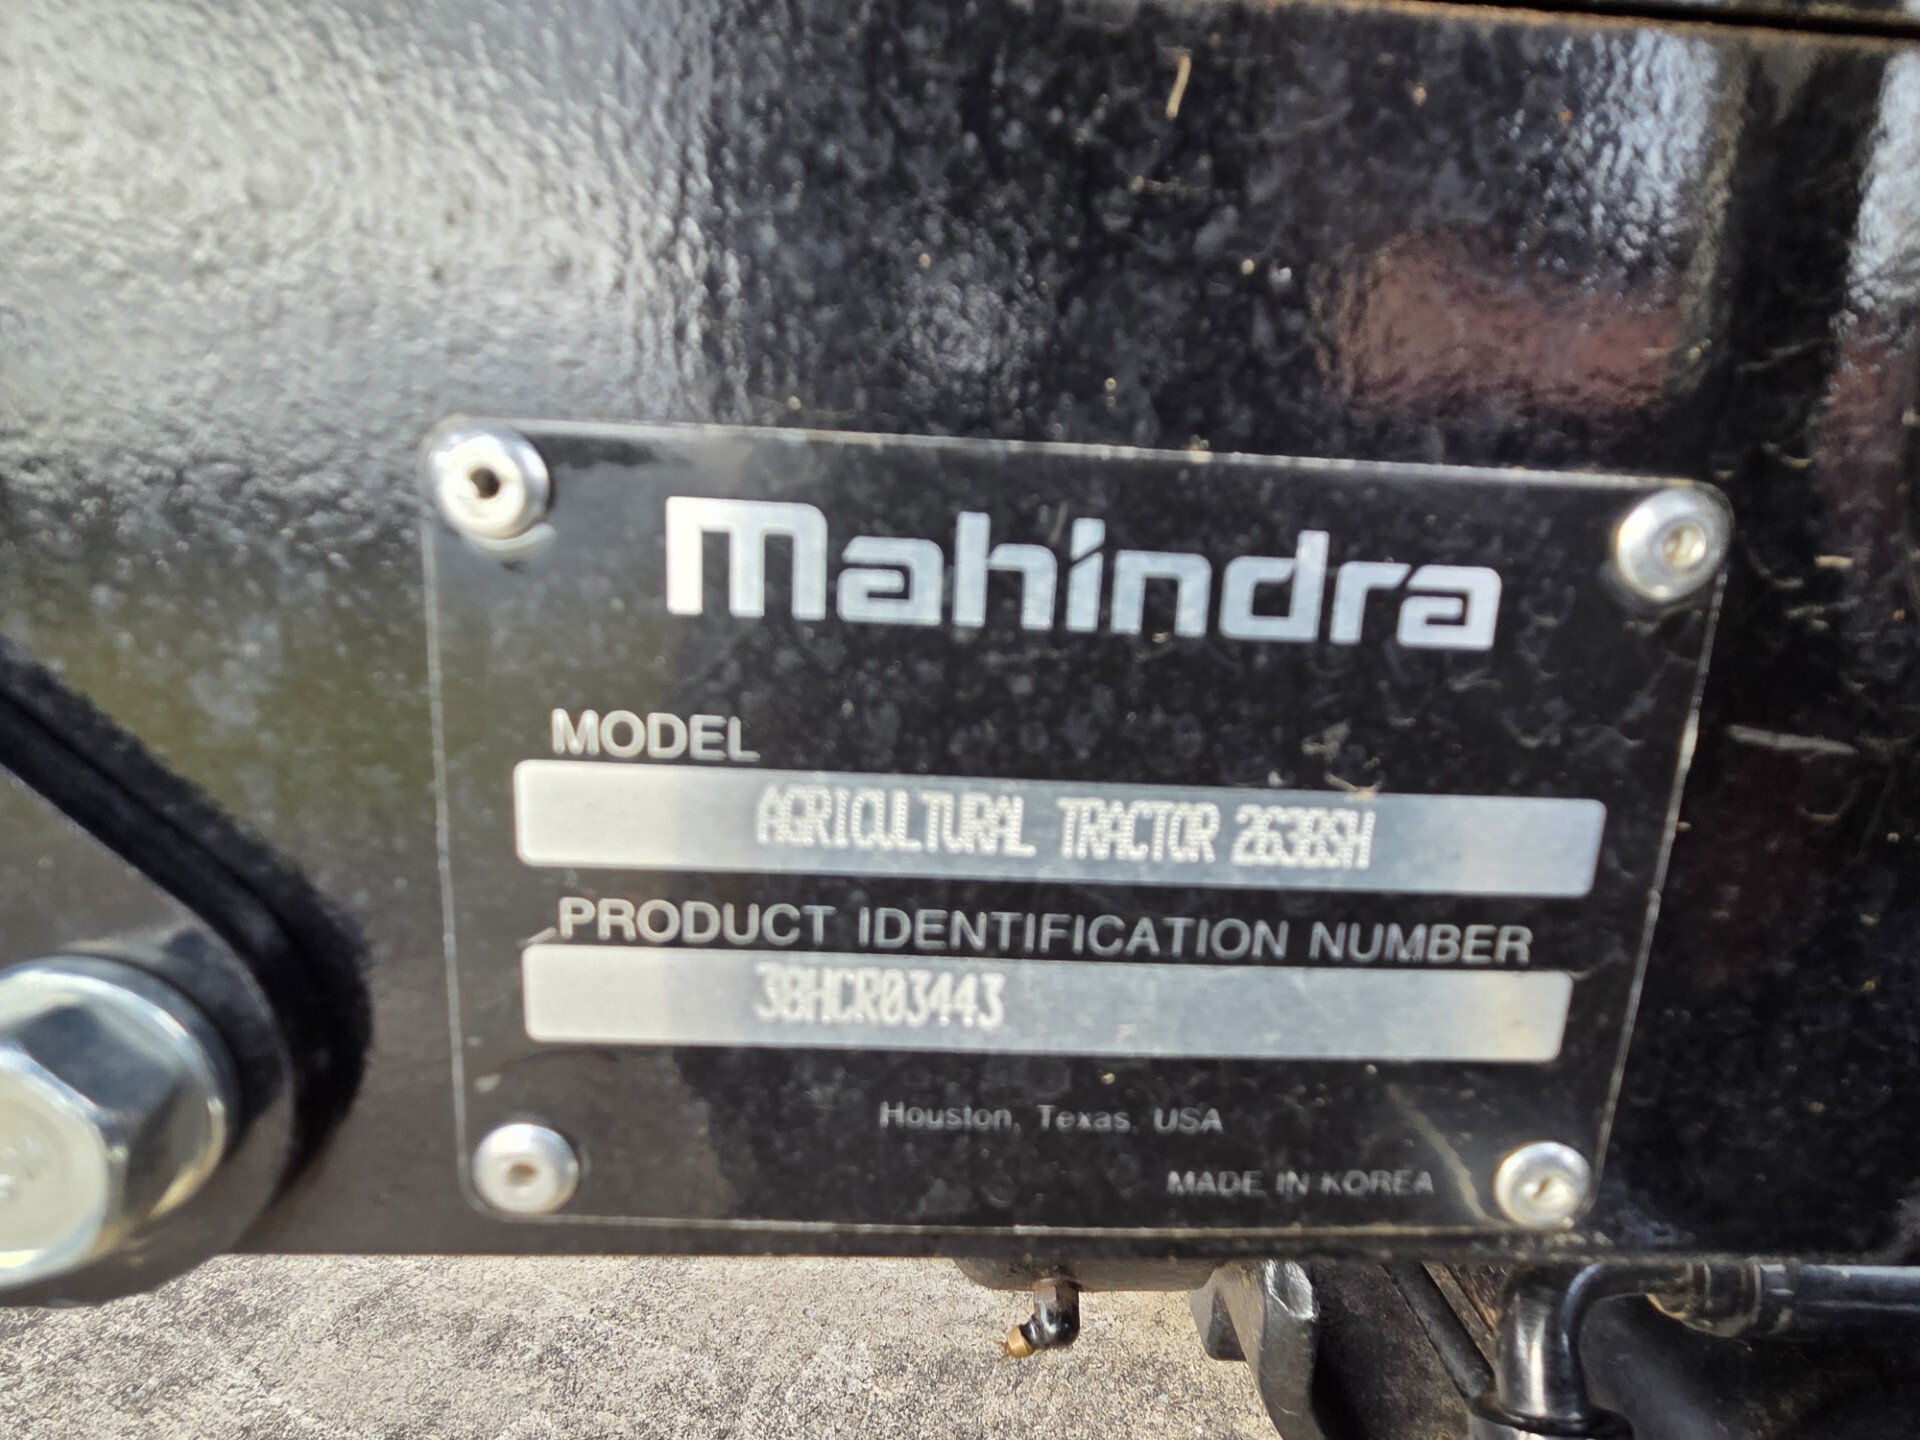 Mahindra
MODEL
AGRICULTURAL TRACTOR 2638SH
PRODUCT IDENTIFICATION NUMBER
38HCR03443
Houston, Texas, USA
MADE IN KOREA